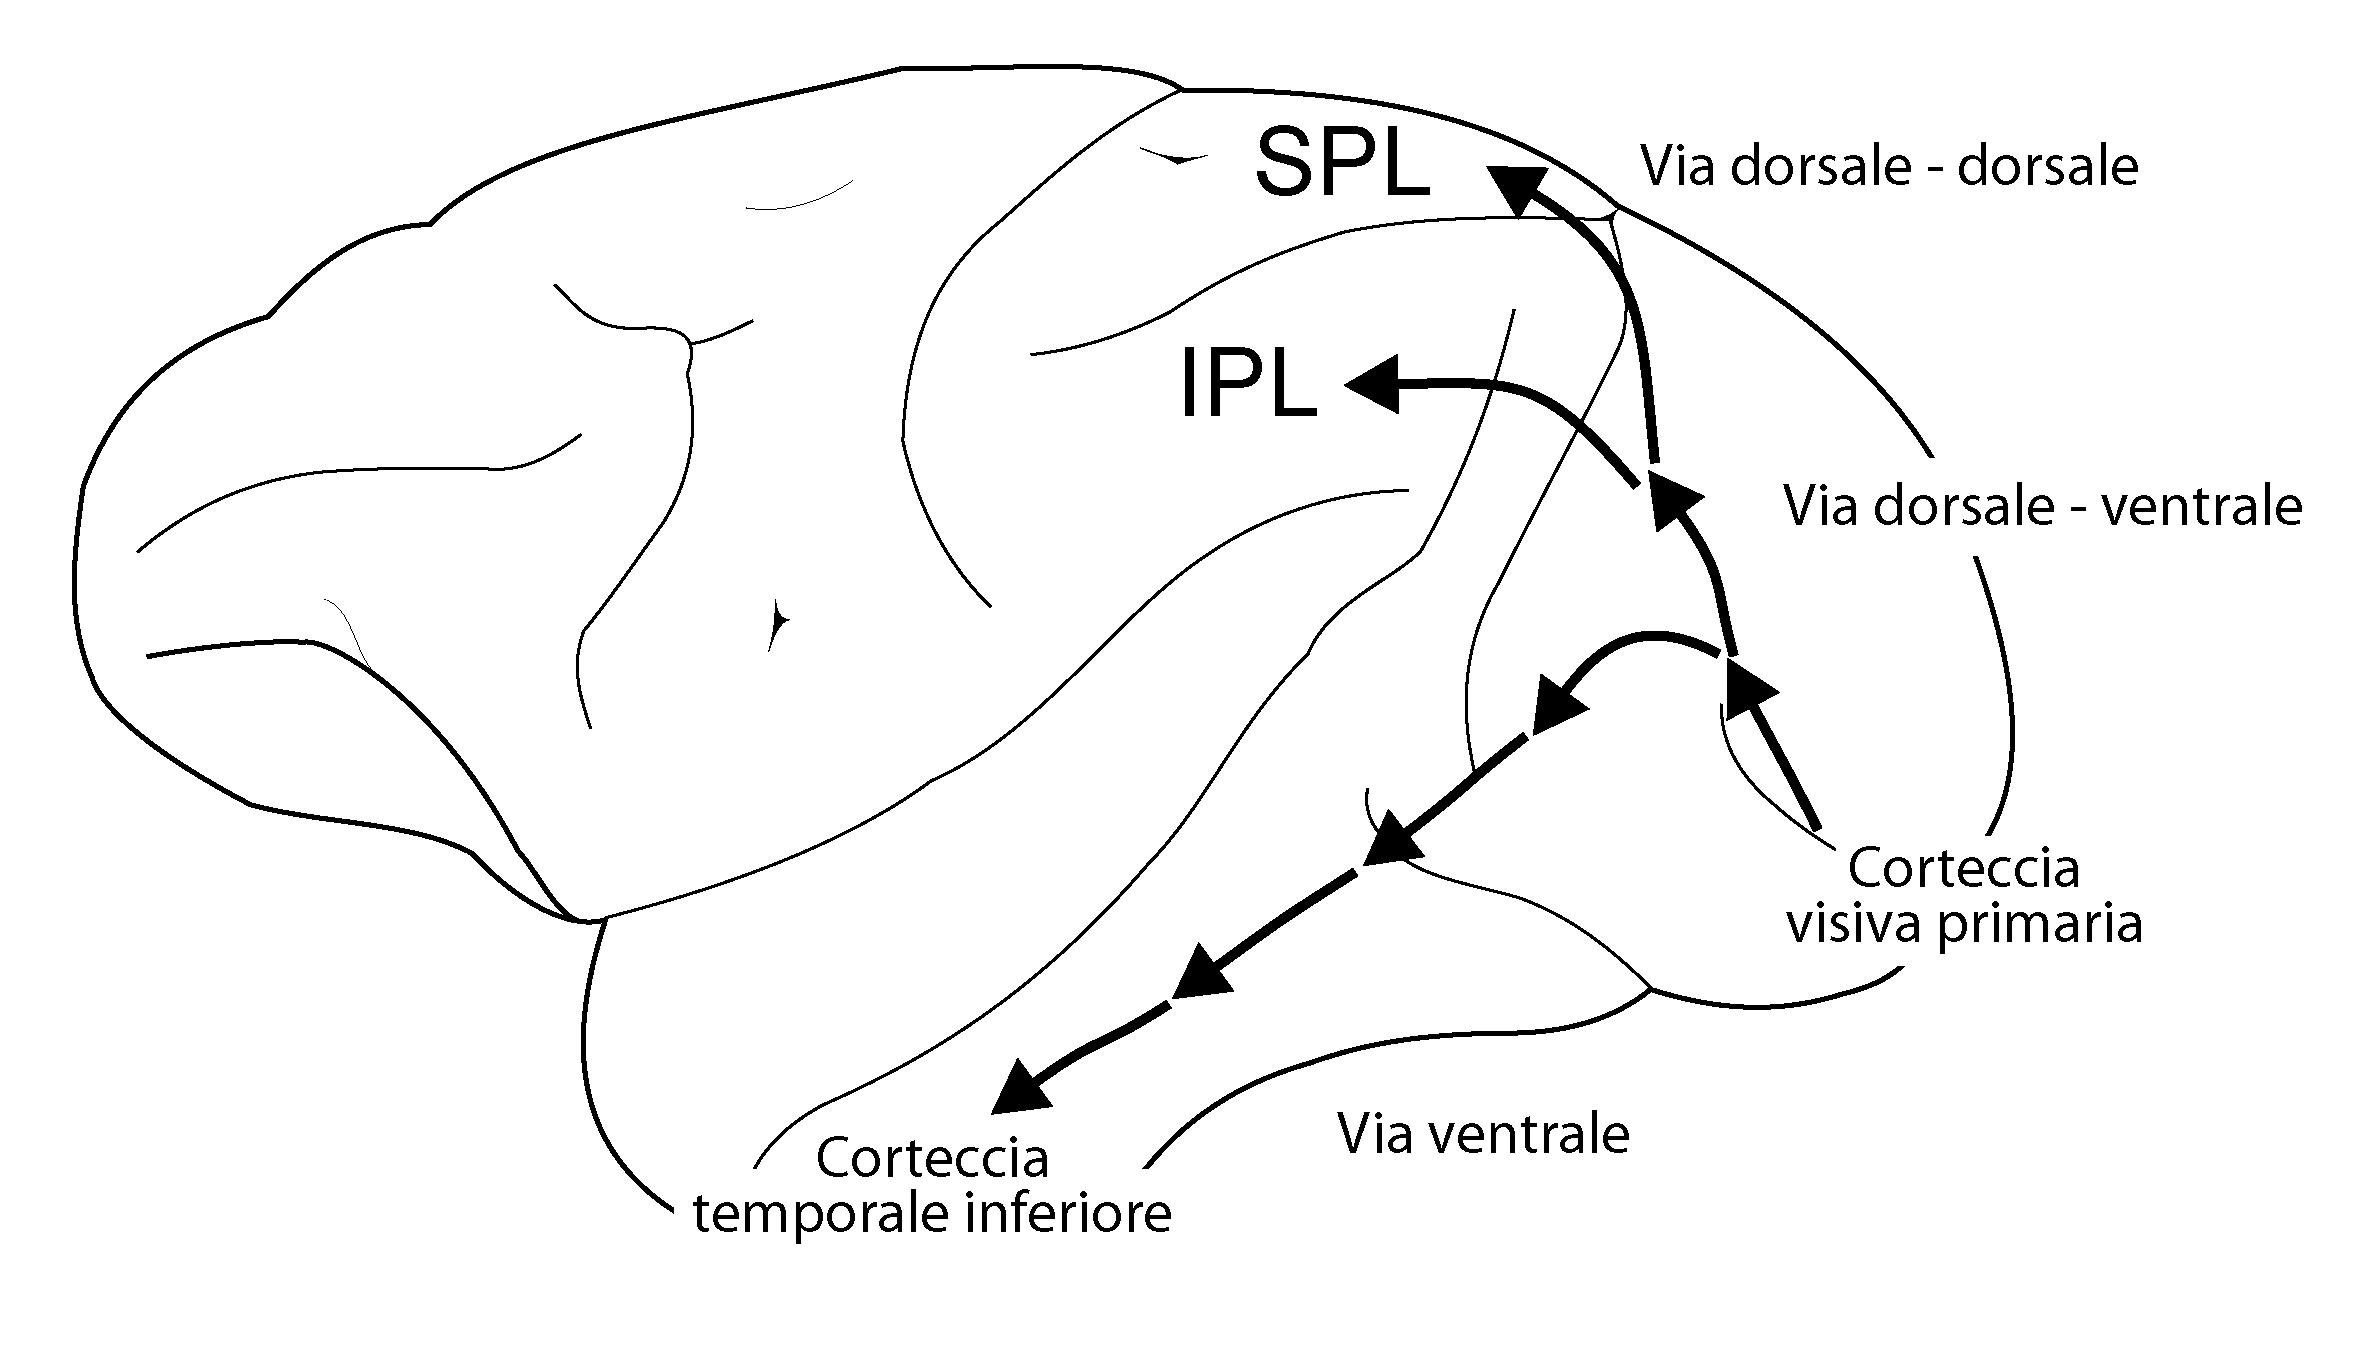 SPL
Via dorsale - dorsale
IPL
Via dorsale - ventrale
Corteccia
visiva primaria
Via ventrale
Corteccia
temporale inferiore